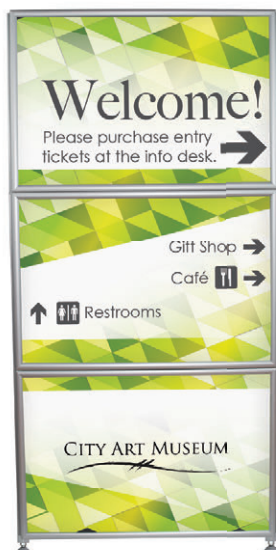 Welcome!
Please purchase entry
tickets at the info desk.
Gift Shop
Café
Restrooms
CITY ART MUSEUM